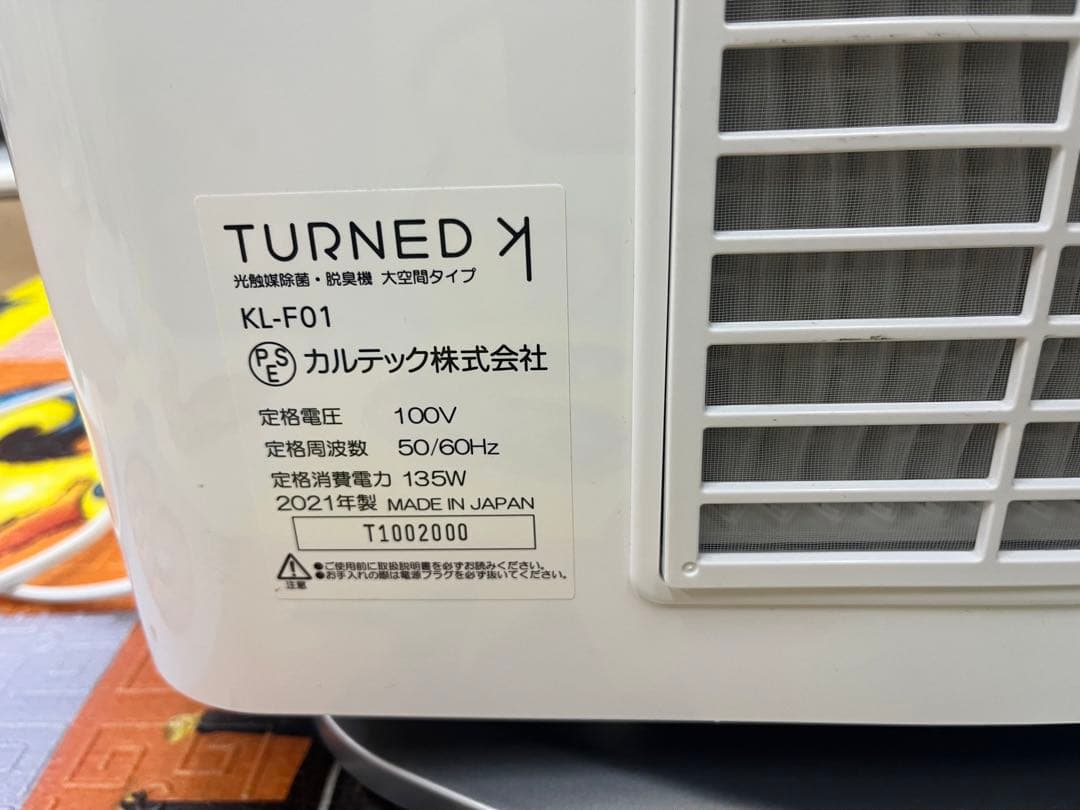 TURNED K
光触媒除菌・脱臭機 大空間タイプ
KL-F01
PSE カルテック株式会社
定格電圧 100V
定格周波数 50/60Hz
定格消費電力 135W
2021年製 MADE IN JAPAN
T1002000
●ご使用前に取扱説明書を必ずお読みください。
●お手入れの際は電源プラグを必ず抜いてください。
注意